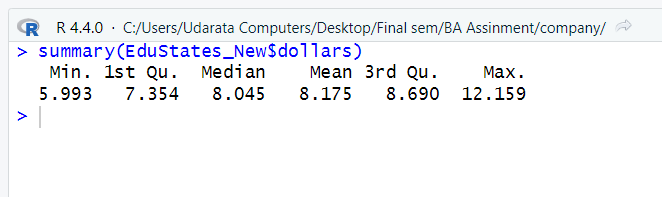 R R 4.4.0 · C:/Users/Udarata Computers/Desktop/Final sem/BA Assinment/company/
> summary(EduStates_New$dollars)
   Min. 1st Qu.  Median    Mean 3rd Qu.    Max.
  5.993   7.354   8.045   8.175   8.690  12.159
>